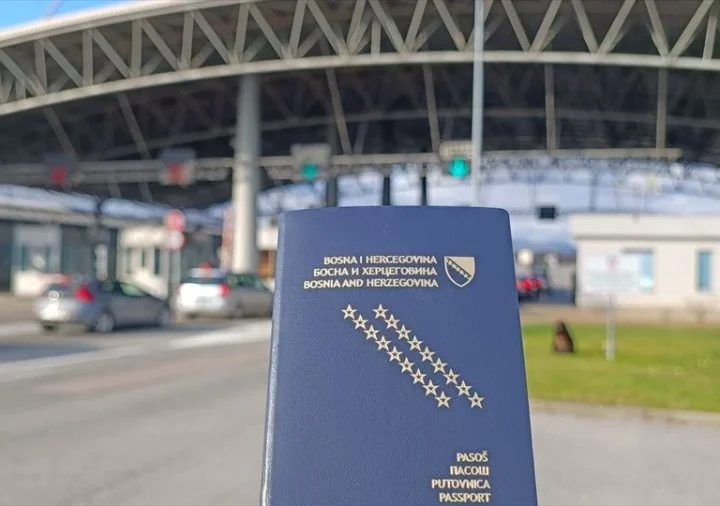 BOSNA I HERCEGOVINA
БОСНА И ХЕРЦЕГОВИНА
BOSNIA AND HERZEGOVINA
PASOŠ
ПАСОШ
PUTOVNICA
PASSPORT